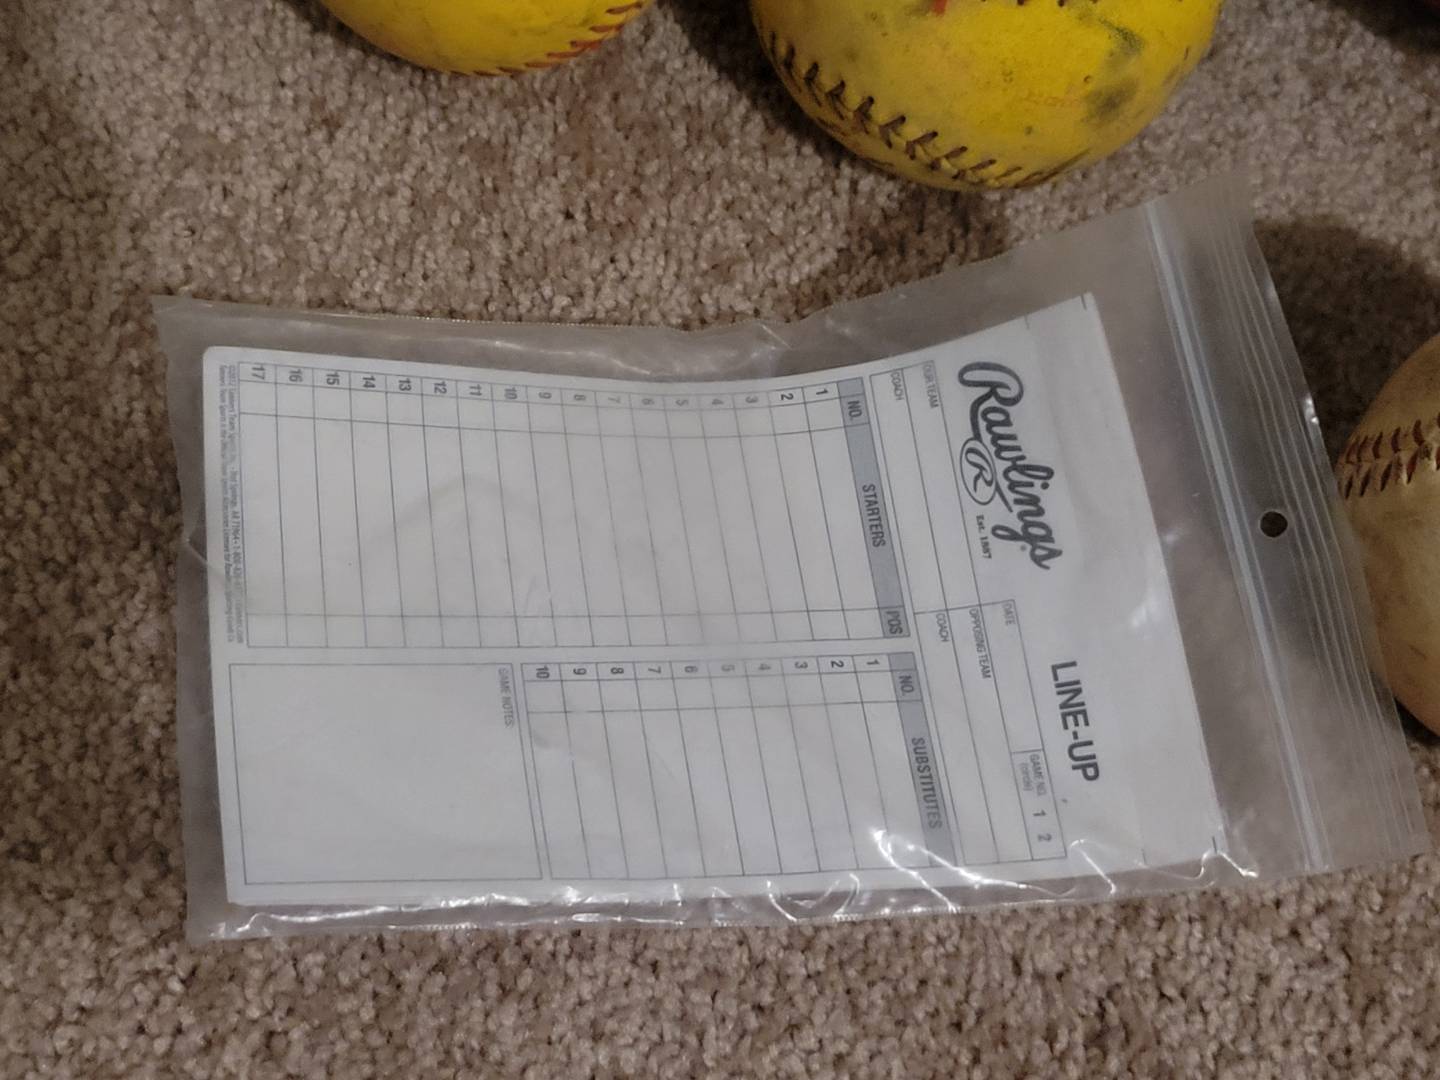 Rawlings
R
Est. 1887
LINE-UP
DATE
GAME NO. 1 2
(circle)
OUR TEAM
OPPOSING TEAM
COACH
COACH
NO. STARTERS POS
1
2
3
4
5
6
7
8
9
10
11
12
13
14
15
16
17
NO. SUBSTITUTES
1
2
3
4
5
6
7
8
9
10
GAME NOTES: